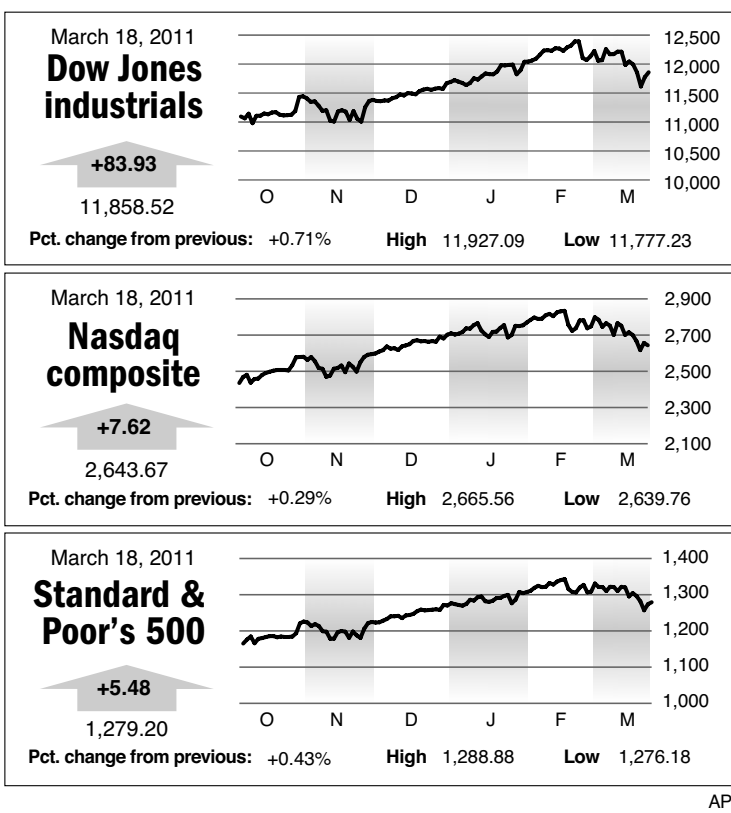 March 18, 2011
Dow Jones
industrials
+83.93
11,858.52
12,500
12,000
11,500
11,000
10,500
10,000
O N D J F M
Pct. change from previous: +0.71% High 11,927.09 Low 11,777.23
March 18, 2011
Nasdaq
composite
+7.62
2,643.67
2,900
2,700
2,500
2,300
2,100
O N D J F M
Pct. change from previous: +0.29% High 2,665.56 Low 2,639.76
March 18, 2011
Standard &
Poor's 500
+5.48
1,279.20
1,400
1,300
1,200
1,100
1,000
O N D J F M
Pct. change from previous: +0.43% High 1,288.88 Low 1,276.18
AP